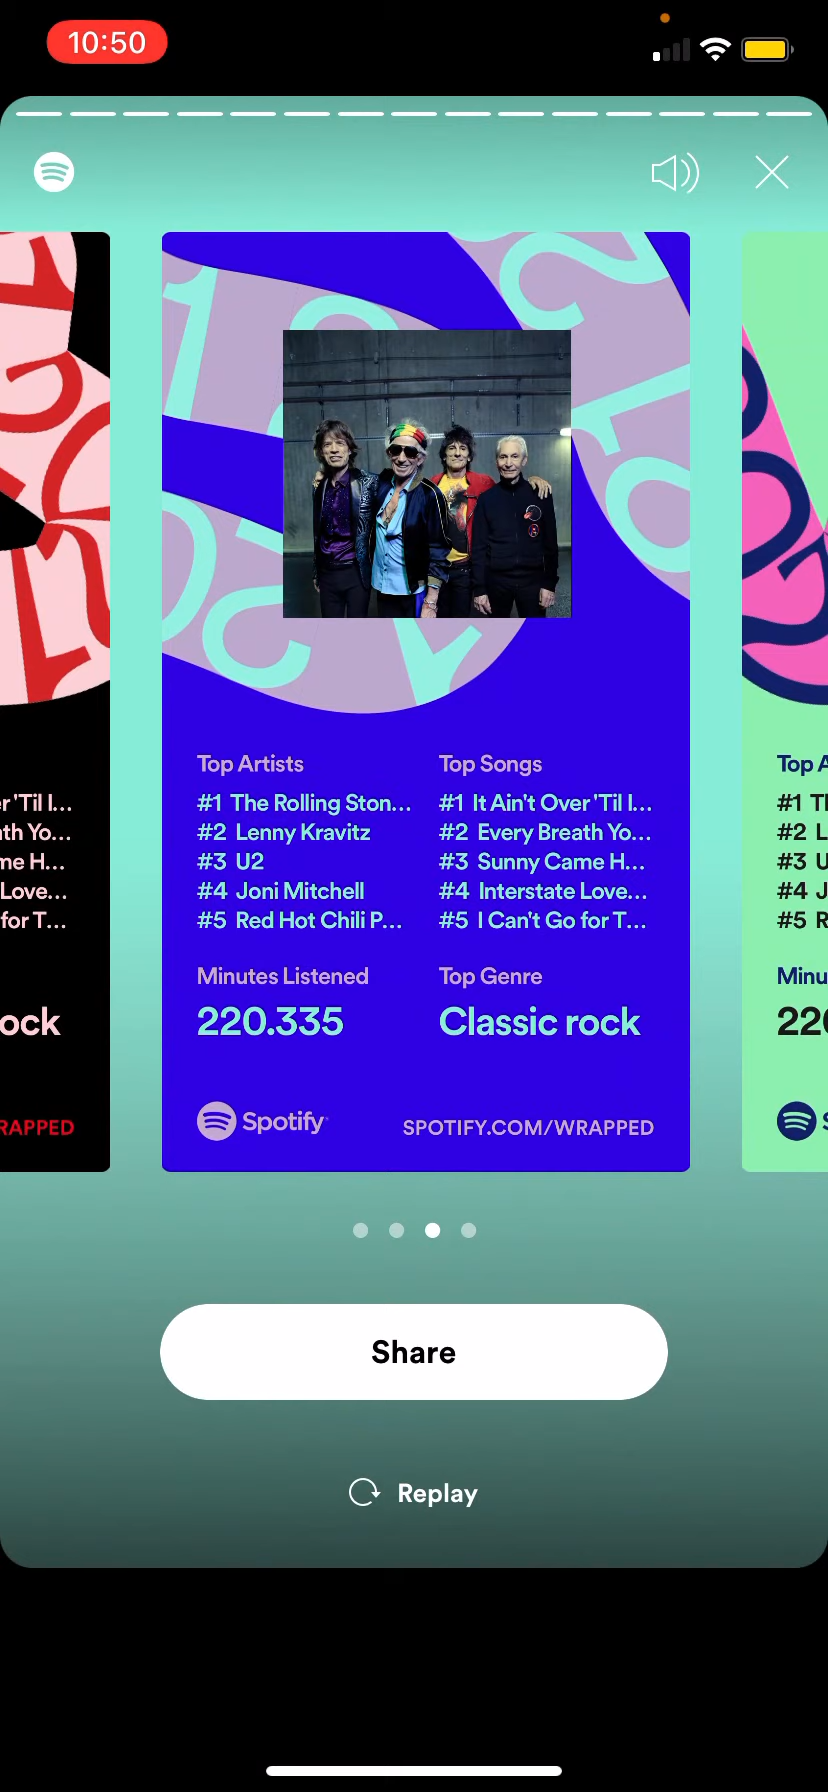 10:50
Top Artists
#1 The Rolling Ston...
#2 Lenny Kravitz
#3 U2
#4 Joni Mitchell
#5 Red Hot Chili P...
Top Songs
#1 It Ain't Over 'Til I...
#2 Every Breath Yo...
#3 Sunny Came H...
#4 Interstate Love...
#5 I Can't Go for T...
Minutes Listened
220.335
Top Genre
Classic rock
Spotify
SPOTIFY.COM/WRAPPED
Share
Replay